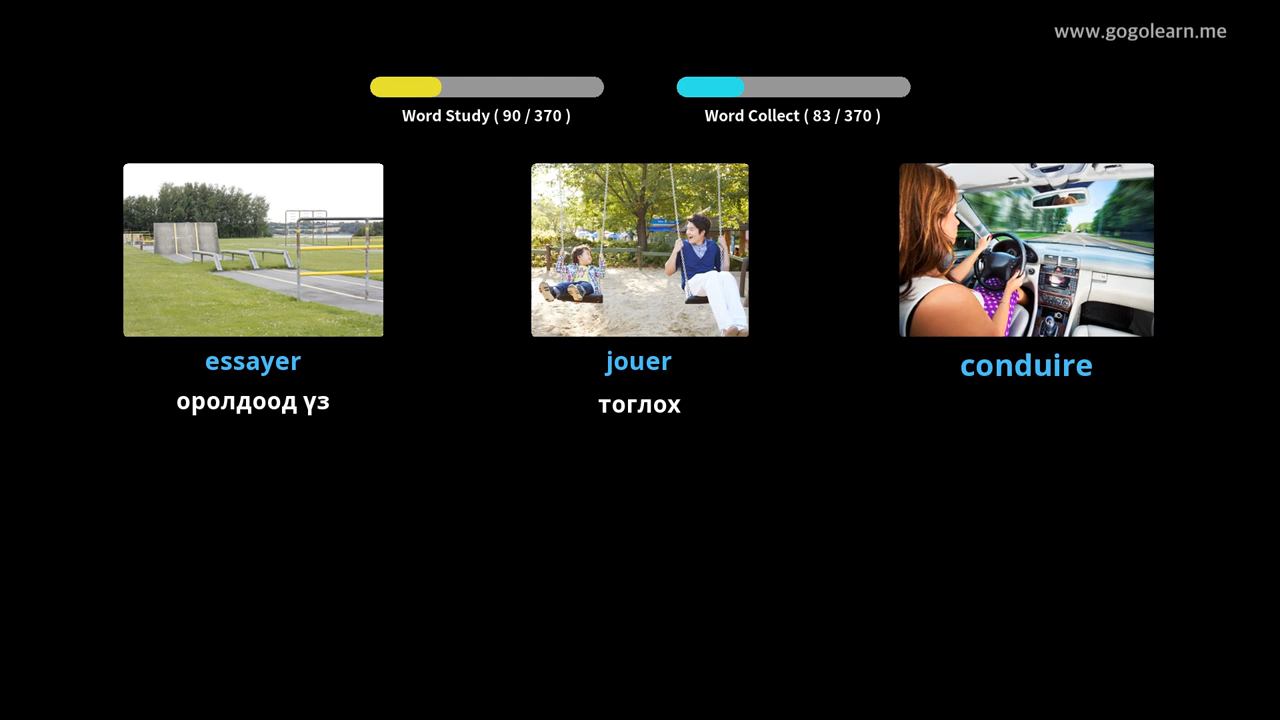 www.gogolearn.me
Word Study ( 90 / 370 )
Word Collect ( 83 / 370 )
essayer
оролдоод үз
jouer
тоглох
conduire